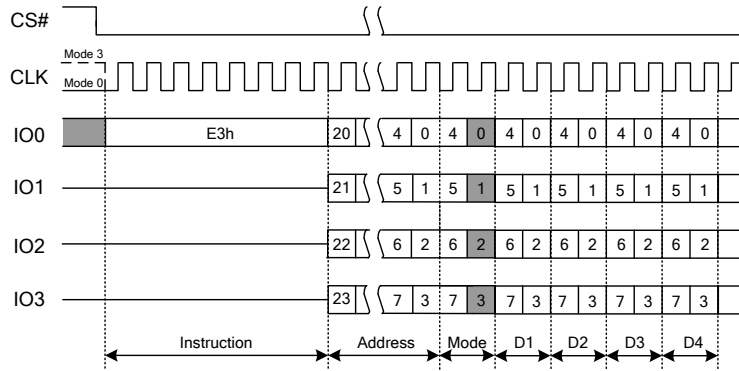 CS#
Mode 3
CLK
Mode 0
IO0 E3h 20 4 0 4 0 4 0 4 0 4 0 4 0
IO1 21 5 1 5 1 5 1 5 1 5 1 5 1
IO2 22 6 2 6 2 6 2 6 2 6 2 6 2
IO3 23 7 3 7 3 7 3 7 3 7 3 7 3
Instruction Address Mode D1 D2 D3 D4